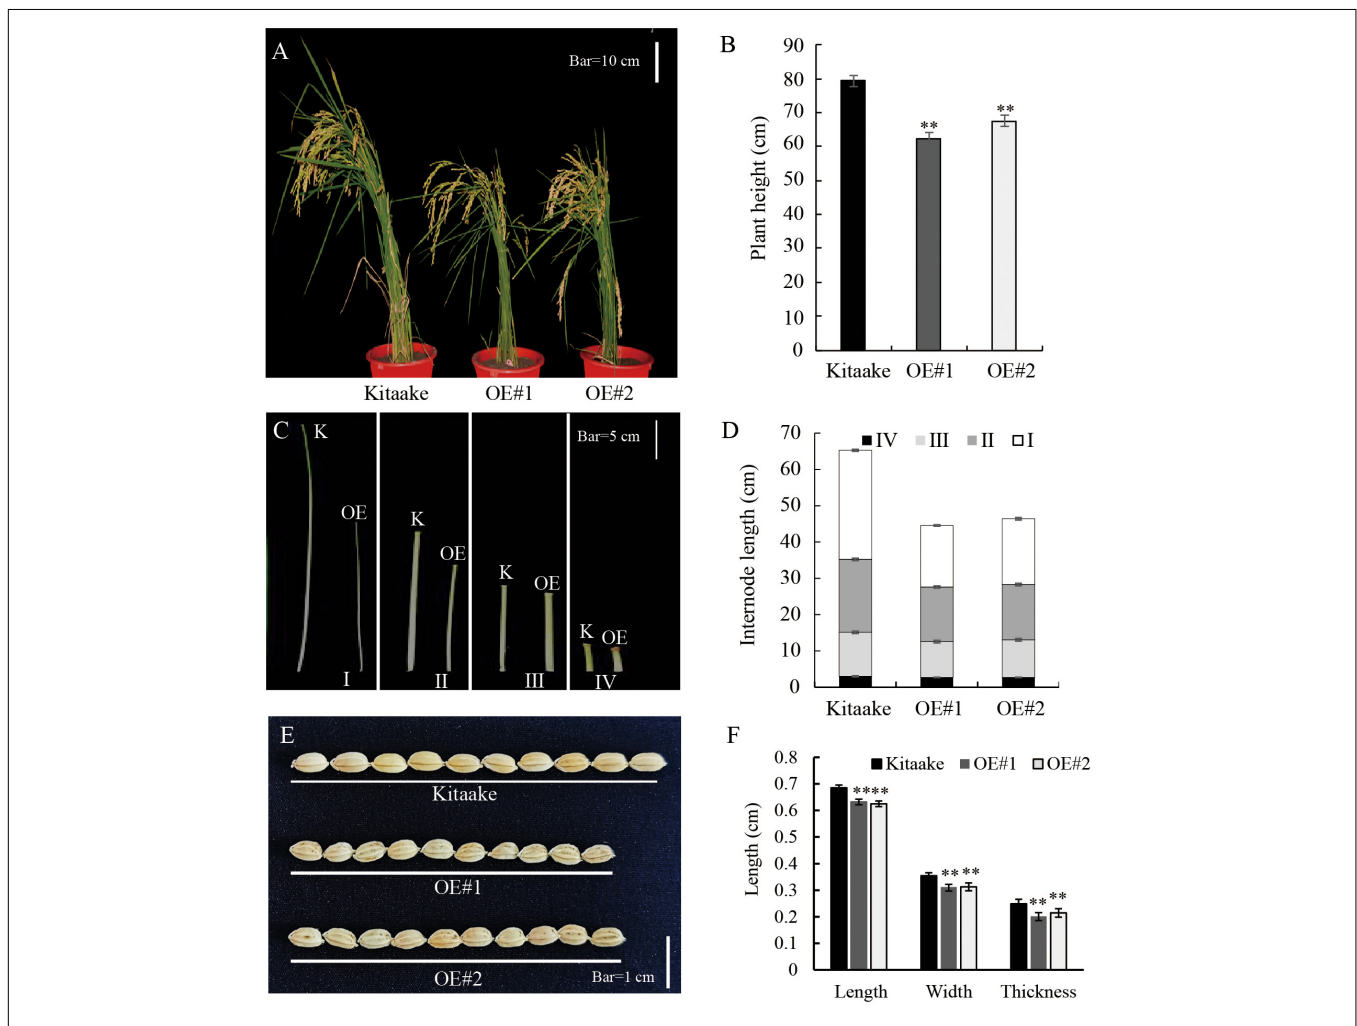 A
Bar=10 cm
Kitaake OE#1 OE#2
B
Plant height (cm)
90
80
70
60
50
40
30
20
10
0
**
**
Kitaake OE#1 OE#2
C
Bar=5 cm
K
OE
I
K
OE
II
K
OE
III
K
OE
IV
D
Internode length (cm)
70
60
50
40
30
20
10
0
IV III II I
Kitaake OE#1 OE#2
E
Kitaake
OE#1
OE#2
Bar=1 cm
F
Length (cm)
0.8
0.7
0.6
0.5
0.4
0.3
0.2
0.1
0
Kitaake OE#1 OE#2
****
** **
** **
Length Width Thickness